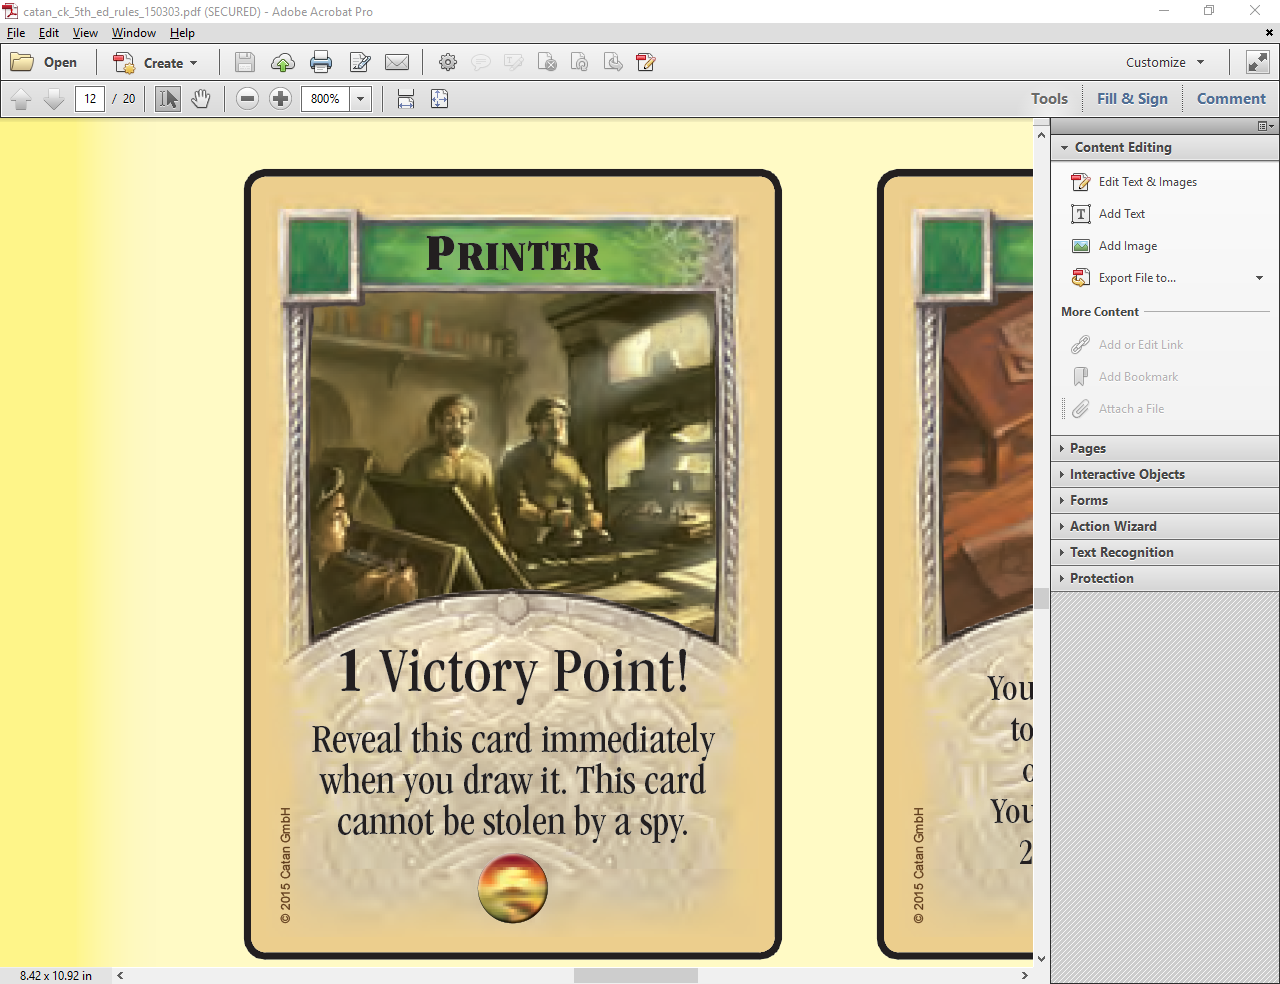 catan_ck_5th_ed_rules_150303.pdf (SECURED) - Adobe Acrobat Pro
File Edit View Window Help
Open Create Customize
12 / 20 800% Tools Fill & Sign Comment
Content Editing
Edit Text & Images
Add Text
Add Image
Export File to...
More Content
Add or Edit Link
Add Bookmark
Attach a File
Pages
Interactive Objects
Forms
Action Wizard
Text Recognition
Protection
PRINTER
1 Victory Point!
Reveal this card immediately
when you draw it. This card
cannot be stolen by a spy.
© 2015 Catan GmbH
You
to
You
2
© 2015 Catan GmbH
8.42 x 10.92 in